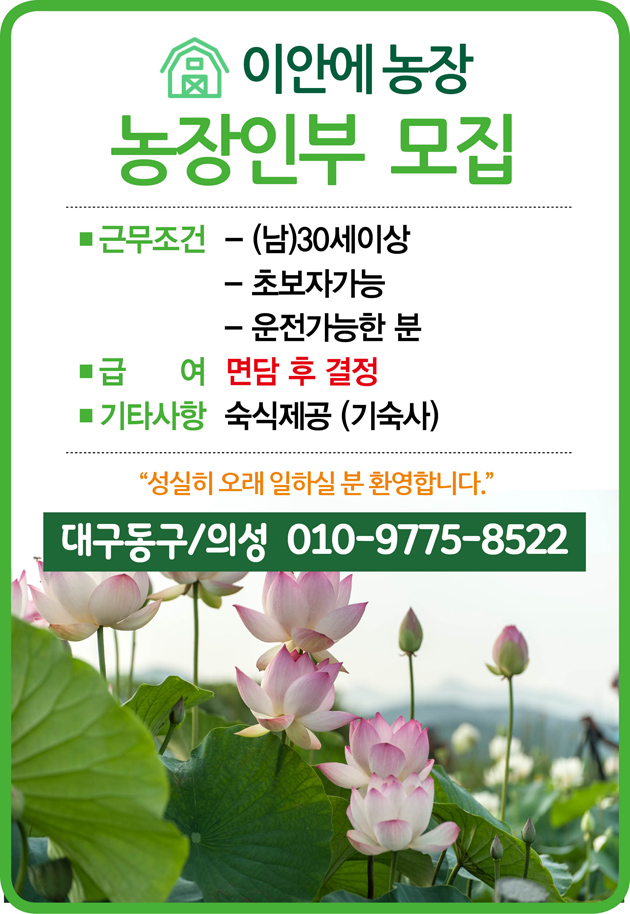 이안에 농장
농장인부 모집
■ 근무조건 - (남)30세이상
- 초보자가능
- 운전가능한 분
■ 급 여 면담 후 결정
■ 기타사항 숙식제공 (기숙사)
“성실히 오래 일하실 분 환영합니다.”
대구동구/의성 010-9775-8522